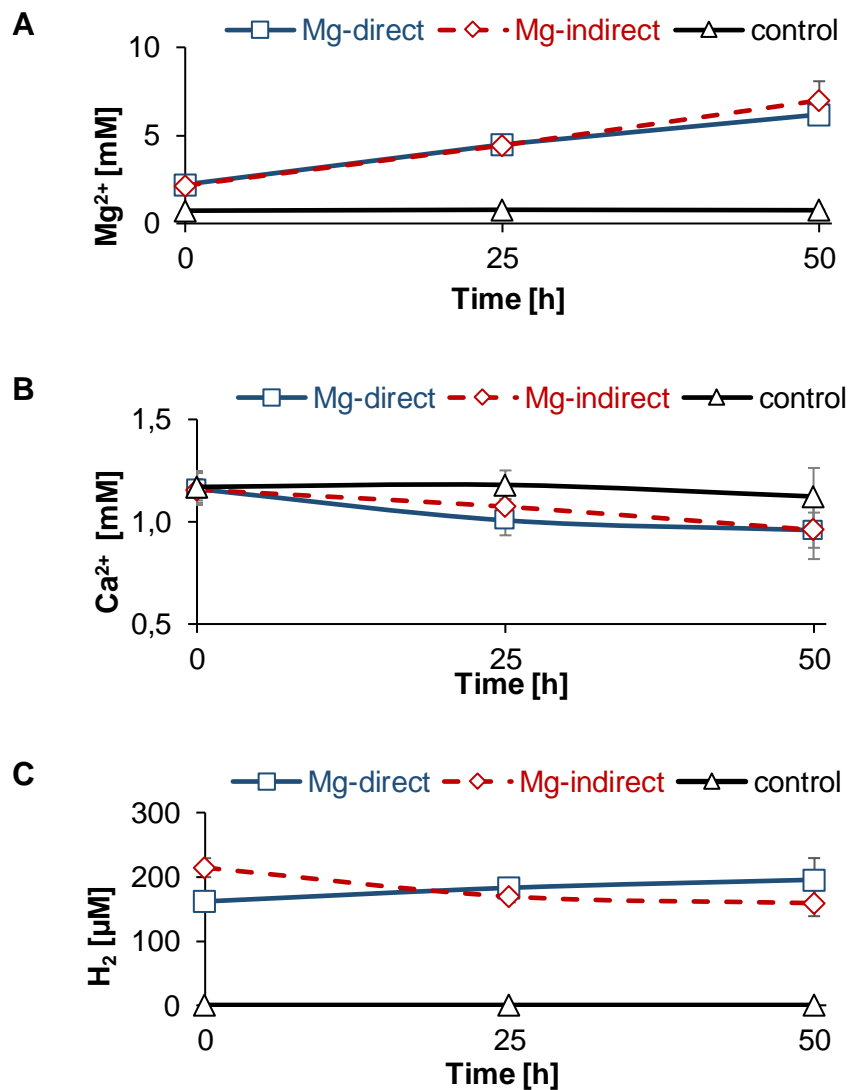 A
Mg-direct Mg-indirect control
10
5
0
Mg²⁺ [mM]
0 25 50
Time [h]
B
Mg-direct Mg-indirect control
1,5
1,0
0,5
Ca²⁺ [mM]
0 25 50
Time [h]
C
Mg-direct Mg-indirect control
300
200
100
0
H₂ [µM]
0 25 50
Time [h]